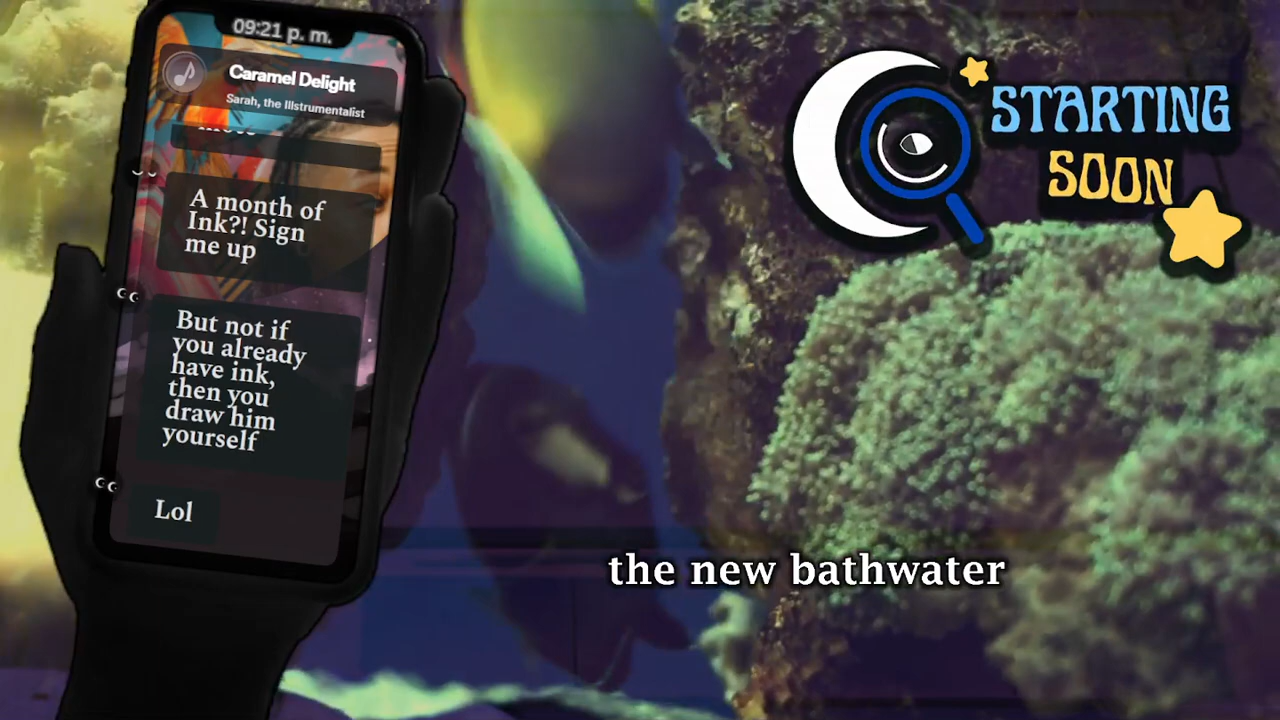 09:21 p. m.
Caramel Delight
Sarah, the Illstrumentalist
A month of
Ink?! Sign
me up
But not if
you already
have ink,
then you
draw him
yourself
Lol
STARTING
SOON
the new bathwater